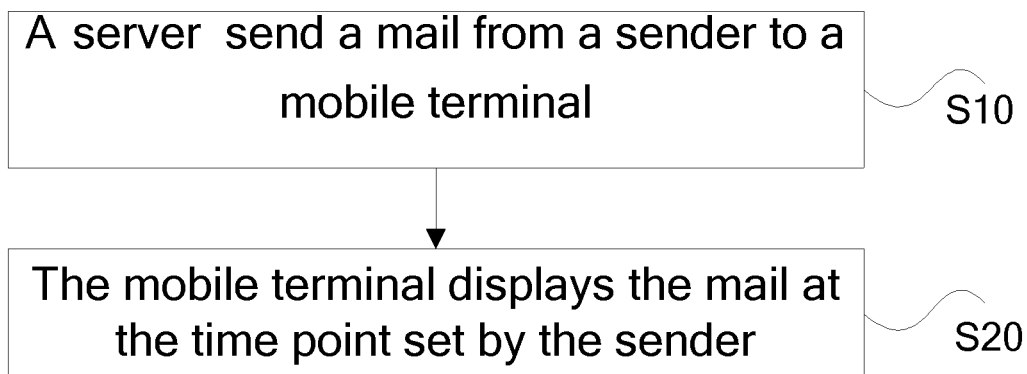 A server send a mail from a sender to a
mobile terminal
S10
The mobile terminal displays the mail at
the time point set by the sender
S20